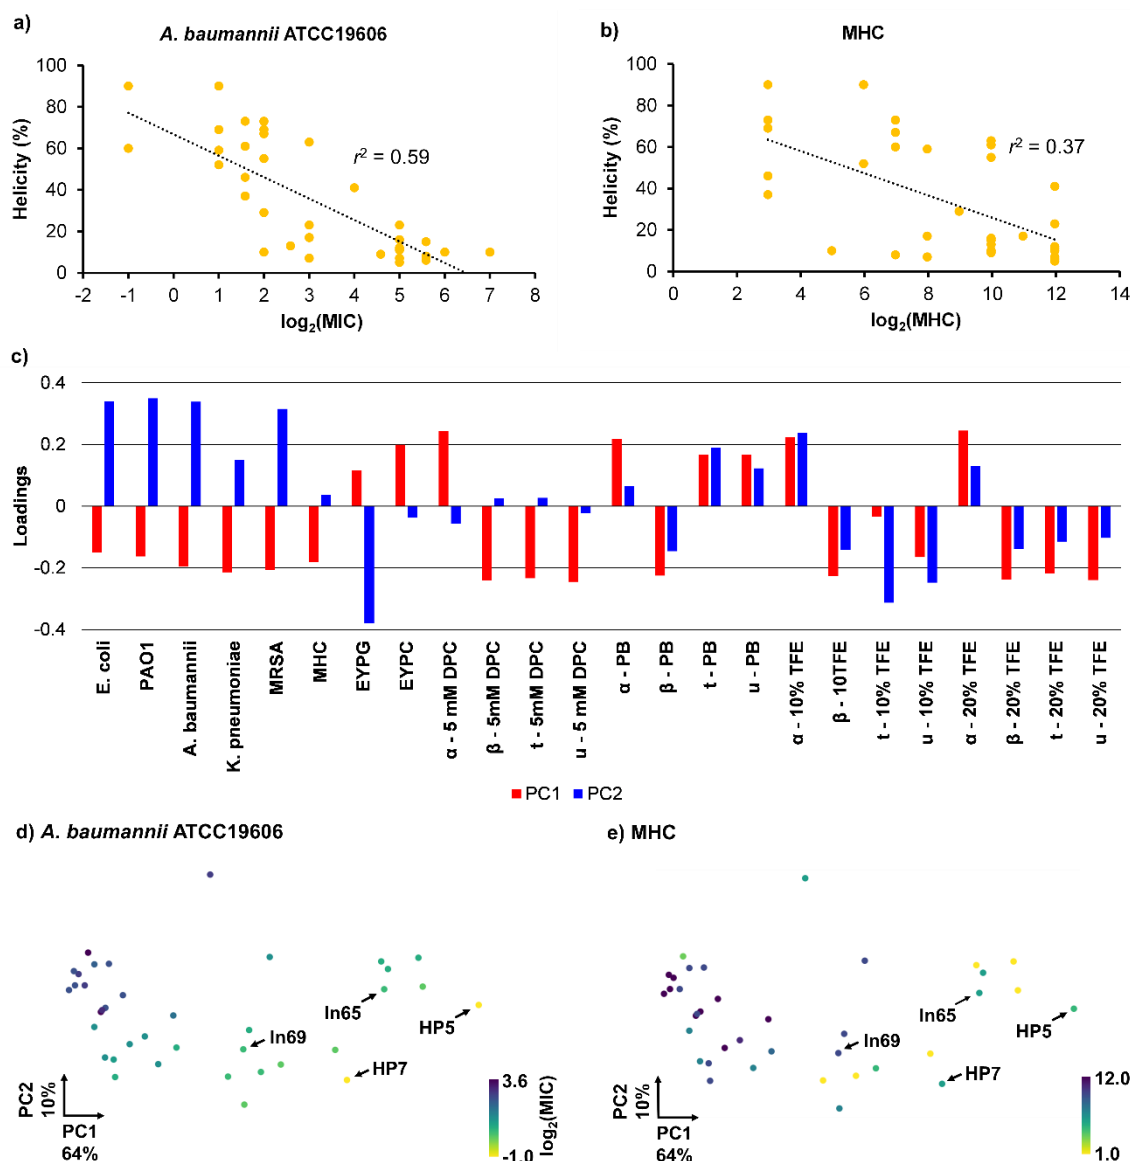 a)
A. baumannii ATCC19606
100
80
60
40
20
0
Helicity (%)
r² = 0.59
-2 -1 0 1 2 3 4 5 6 7 8
log₂(MIC)
b)
MHC
100
80
60
40
20
0
Helicity (%)
r² = 0.37
0 2 4 6 8 10 12 14
log₂(MHC)
c)
0.4
0.2
0
-0.2
-0.4
Loadings
E. coli
PAO1
A. baumannii
K. pneumoniae
MRSA
MHC
EYPG
EYPC
α - 5 mM DPC
β - 5mM DPC
t - 5mM DPC
u - 5 mM DPC
α - PB
β - PB
t - PB
u - PB
α - 10% TFE
β - 10TFE
t - 10% TFE
u - 10% TFE
α - 20% TFE
β - 20% TFE
t - 20% TFE
u - 20% TFE
PC1 PC2
d) A. baumannii ATCC19606
In65
HP5
In69
HP7
PC2
10%
PC1
64%
3.6
log₂(MIC)
-1.0
e) MHC
In65
HP5
In69
HP7
PC2
10%
PC1
64%
12.0
1.0